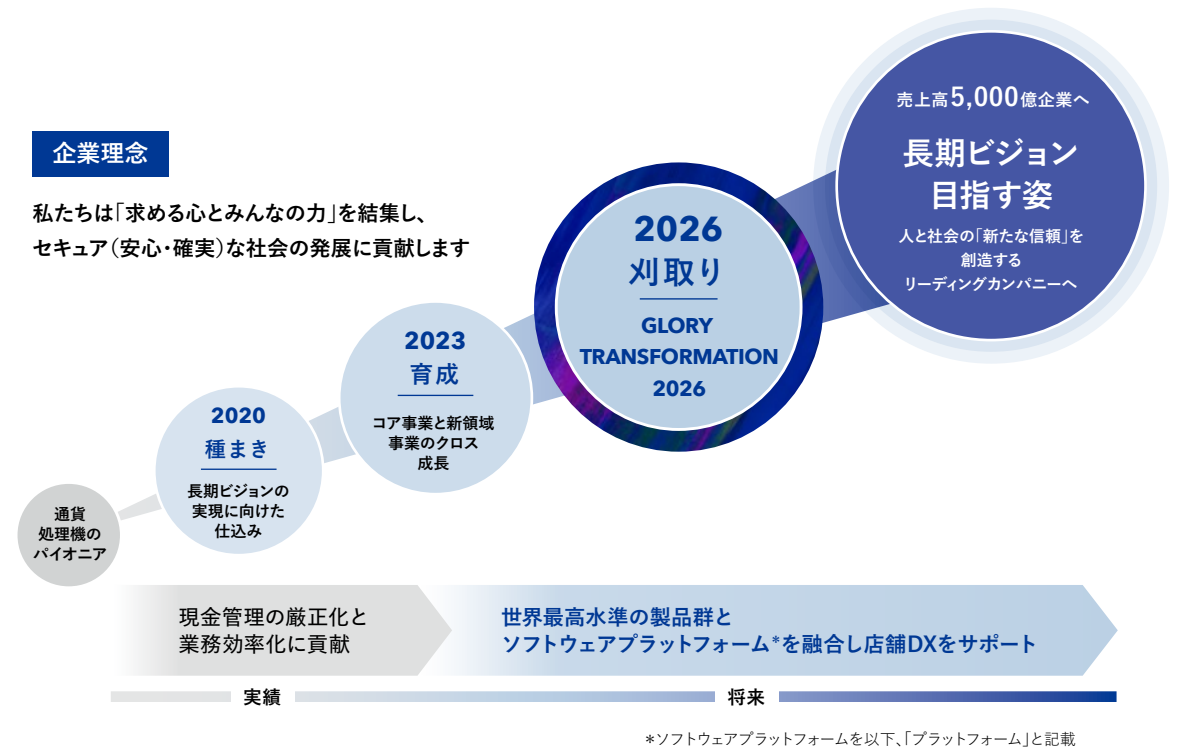 企業理念
私たちは「求める心とみんなの力」を結集し、
セキュア（安心・確実）な社会の発展に貢献します
通貨
処理機の
パイオニア
2020
種まき
長期ビジョンの
実現に向けた
仕込み
2023
育成
コア事業と新領域
事業のクロス
成長
2026
刈取り
GLORY
TRANSFORMATION
2026
売上高5,000億企業へ
長期ビジョン
目指す姿
人と社会の「新たな信頼」を
創造する
リーディングカンパニーへ
現金管理の厳正化と
業務効率化に貢献
世界最高水準の製品群と
ソフトウェアプラットフォーム*を融合し店舗DXをサポート
実績
将来
*ソフトウェアプラットフォームを以下、「プラットフォーム」と記載